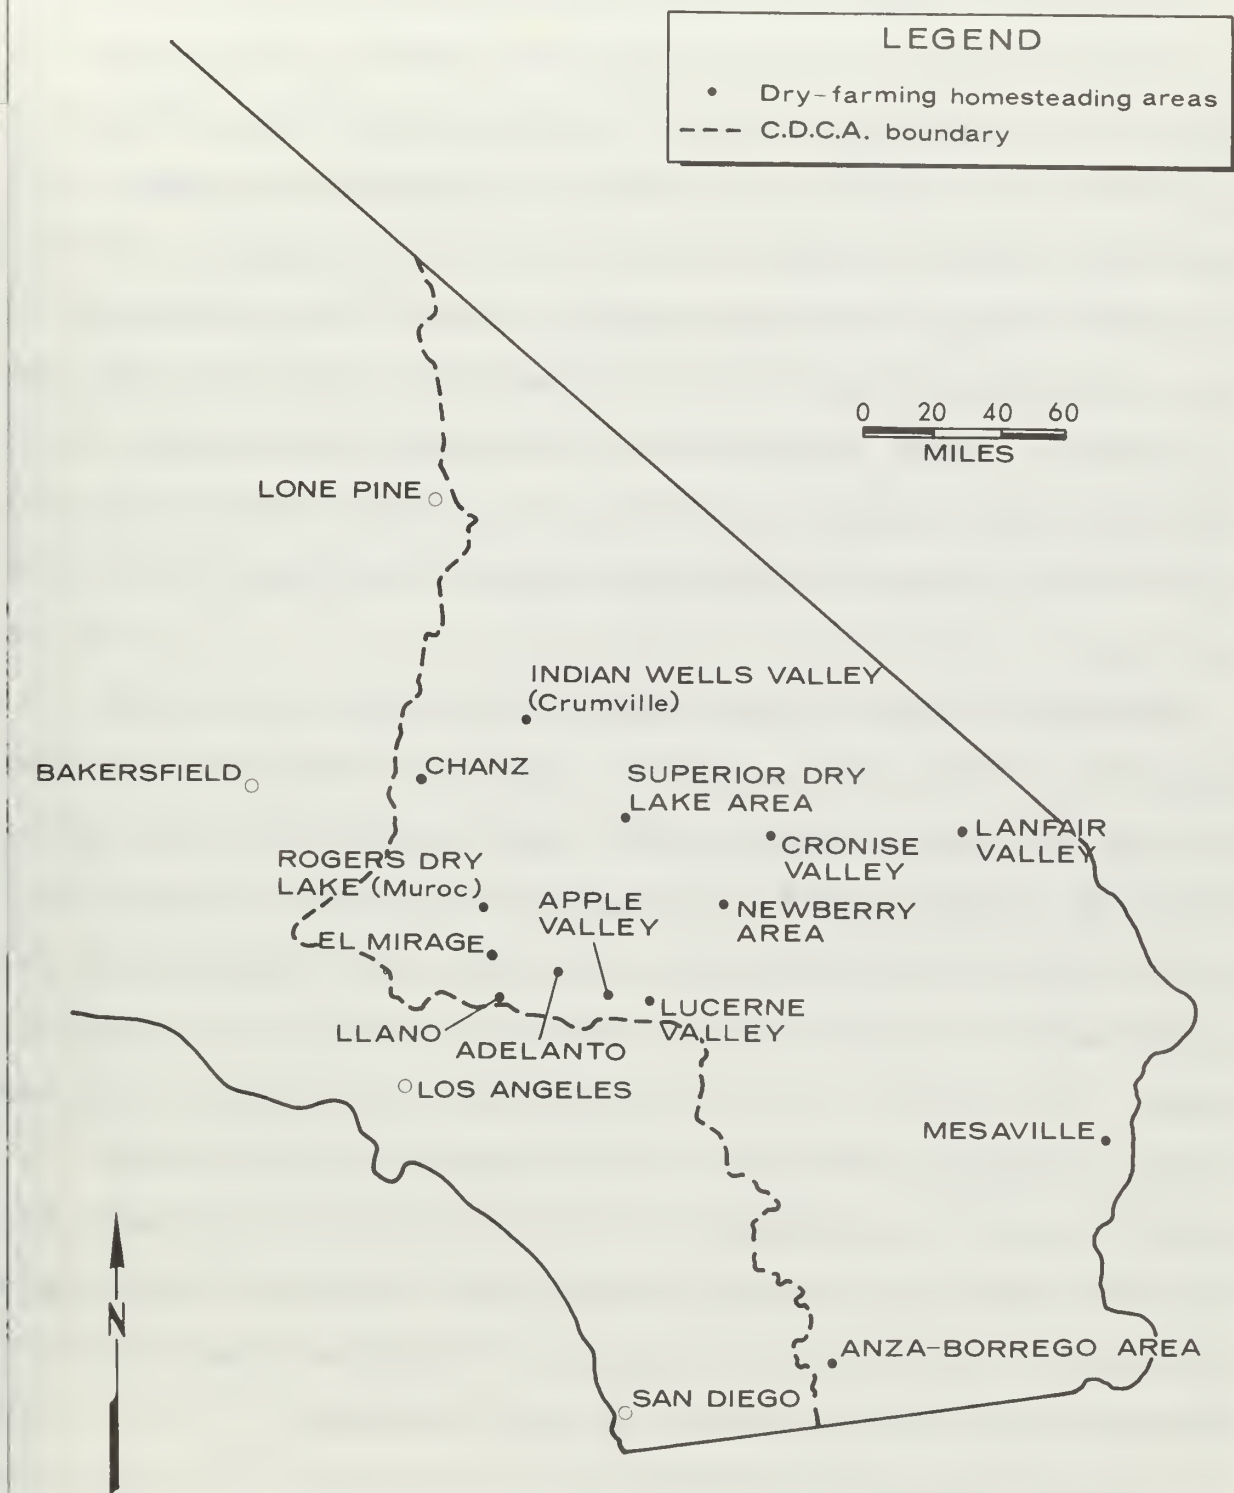 LEGEND
Dry-farming homesteading areas
C.D.C.A. boundary
0 20 40 60
MILES
LONE PINE
INDIAN WELLS VALLEY
(Crumville)
BAKERSFIELD
CHANZ
SUPERIOR DRY
LAKE AREA
CRONISE
VALLEY
LANFAIR
VALLEY
ROGERS DRY
LAKE (Muroc)
APPLE
VALLEY
NEWBERRY
AREA
EL MIRAGE
LLANO
ADELANTO
LUCERNE
VALLEY
LOS ANGELES
MESAVILLE
N
ANZA-BORREGO AREA
SAN DIEGO